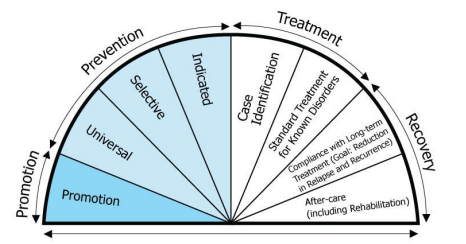 Promotion
Prevention
Treatment
Recovery
Promotion
Universal
Selective
Indicated
Case
Identification
Standard Treatment
for Known Disorders
Compliance with Long-term
Treatment (Goal: Reduction
in Relapse and Recurrence)
After-care
(including Rehabilitation)